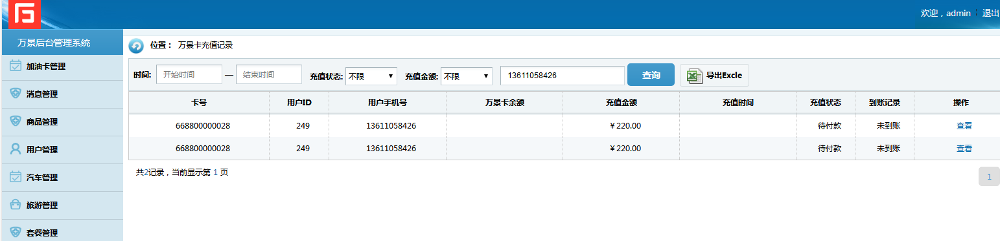 欢迎，admin | 退出
万景后台管理系统
加油卡管理
消息管理
商品管理
用户管理
汽车管理
旅游管理
套餐管理
位置： 万景卡充值记录
时间: 开始时间 — 结束时间 充值状态: 不限 充值金额: 不限 13611058426 查询 导出Excle
卡号 用户ID 用户手机号 万景卡余额 充值金额 充值时间 充值状态 到账记录 操作
668800000028 249 13611058426 ￥220.00 待付款 未到账 查看
668800000028 249 13611058426 ￥220.00 待付款 未到账 查看
共2记录，当前显示第 1 页
1